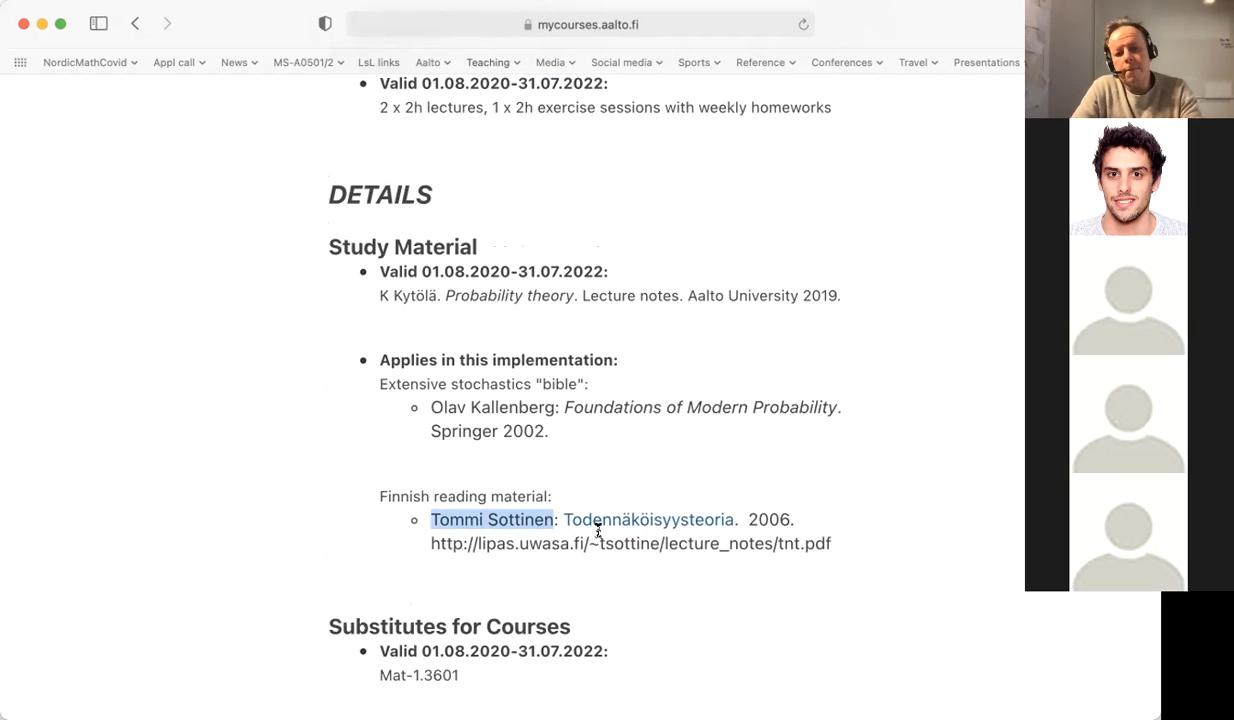 mycourses.aalto.fi
NordicMathCovid Appl call News MS-A0501/2 LsL links Aalto Teaching Media Social media Sports Reference Conferences Travel Presentations
Valid 01.08.2020-31.07.2022:
2 x 2h lectures, 1 x 2h exercise sessions with weekly homeworks
DETAILS
Study Material
Valid 01.08.2020-31.07.2022:
K Kytölä. Probability theory. Lecture notes. Aalto University 2019.
Applies in this implementation:
Extensive stochastics "bible":
Olav Kallenberg: Foundations of Modern Probability.
Springer 2002.
Finnish reading material:
Tommi Sottinen: Todennäköisyysteoria. 2006.
http://lipas.uwasa.fi/~tsottine/lecture_notes/tnt.pdf
Substitutes for Courses
Valid 01.08.2020-31.07.2022:
Mat-1.3601